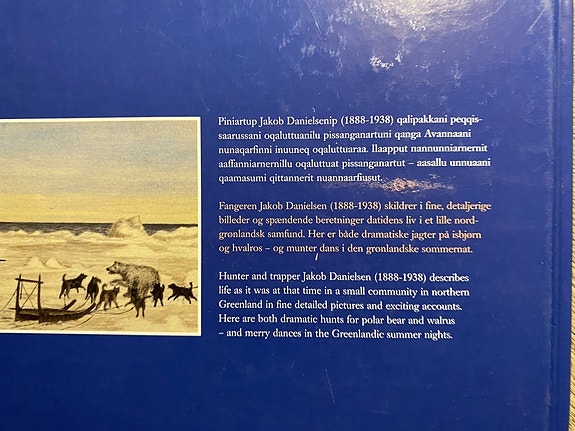 Piniartup Jakob Danielsenip (1888-1938) qalipakkani peqqis-
saarussani oqaluttuanilu pissanganartuni qanga Avannaani
nunaqarfinni inuuneq oqaluttuaraa. Ilaapput nannunniarnernit
aaffanniarnernillu oqaluttuat pissanganartut – aasallu unnuaani
qaamasumi qittannerit nuannaarfiusut.
Fangeren Jakob Danielsen (1888-1938) skildrer i fine, detaljerige
billeder og spændende beretninger datidens liv i et lille nord-
grønlandsk samfund. Her er både dramatiske jagter på isbjørn
og hvalros – og munter dans i den grønlandske sommernat.
Hunter and trapper Jakob Danielsen (1888-1938) describes
life as it was at that time in a small community in northern
Greenland in fine detailed pictures and exciting accounts.
Here are both dramatic hunts for polar bear and walrus
– and merry dances in the Greenlandic summer nights.